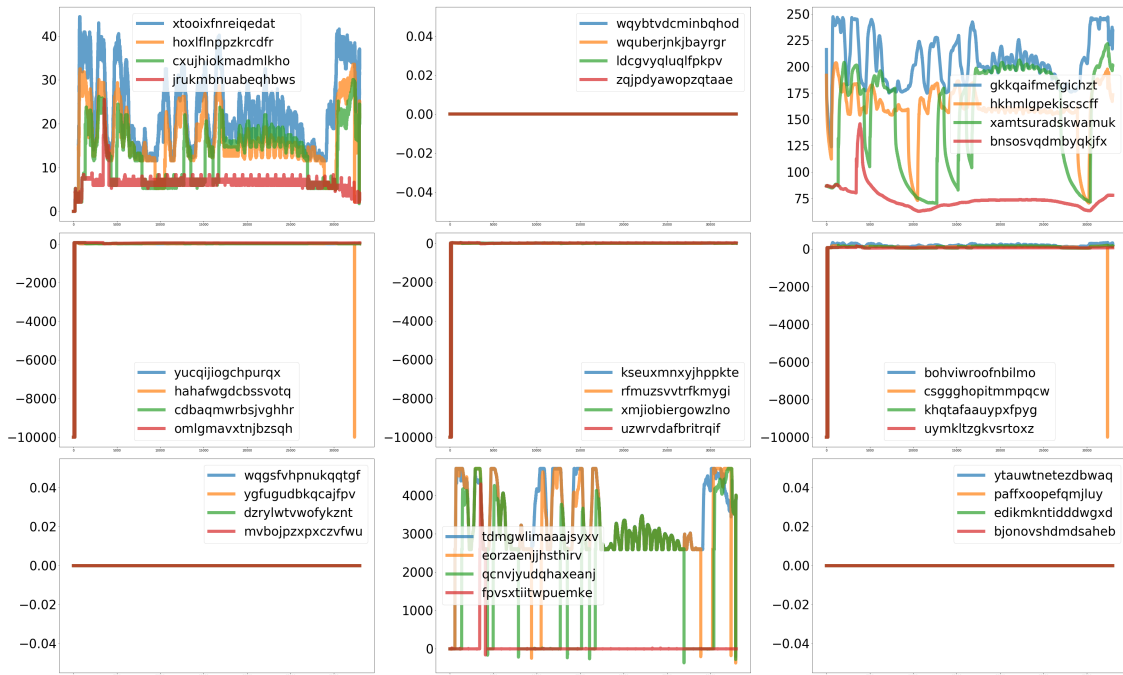 xtooixfnreiqedat
hoxlflnppzkrcdfr
cxujhiokmadmlkho
jrukmbnuabeqhbws
40
30
20
10
0
wqybtvdcminbqhod
wquberjnkjbayrgr
ldcgvyqluqlfpkpv
zqjpdyawopzqtaae
0.04
0.02
0.00
−0.02
−0.04
250
225
200
175
150
125
100
75
gkkqaifmefgichzt
hkhmlgpekiscscff
xamtsuradskwamuk
bnsosvqdmbyqkjfx
0
−2000
−4000
−6000
−8000
−10000
yucqijiogchpurqx
hahafwgdcbssvotq
cdbaqmwrbsjvghhr
omlgmavxtnjbzsqh
0
−2000
−4000
−6000
−8000
−10000
kseuxmnxyjhppkte
rfmuzsvvtrfkmygi
xmjiobiergowzlno
uzwrvdafbritrqif
0
−2000
−4000
−6000
−8000
−10000
bohviwroofnbilmo
csggghopitmmpqcw
khqtafaauypxfpyg
uymkltzgkvsrtoxz
wqgsfvhpnukqqtgf
ygfugudbkqcajfpv
dzrylwtvwofykznt
mvbojpzxpxczvfwu
0.04
0.02
0.00
−0.02
−0.04
4000
3000
2000
1000
0
tdmgwlimaaajsyxv
eorzaenjjhsthirv
qcnvjyudqhaxeanj
fpvsxtiitwpuemke
ytauwtnetezdbwaq
paffxoopefqmjluy
edikmkntidddwgxd
bjonovshdmdsaheb
0.04
0.02
0.00
−0.02
−0.04